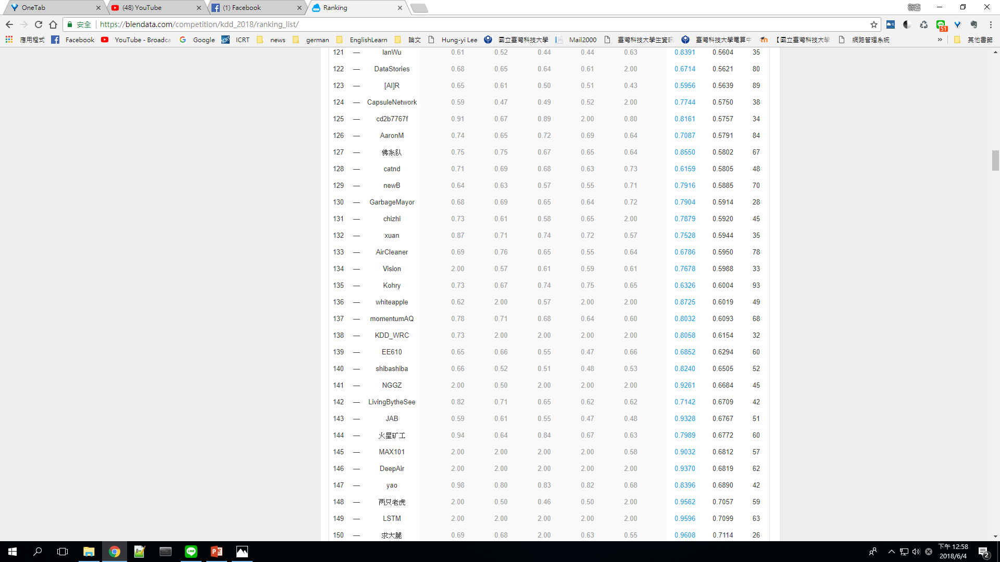 OneTab
(48) YouTube
(1) Facebook
Ranking
安全 https://biendata.com/competition/kdd_2018/ranking_list/
51
應用程式 Facebook YouTube - Broadca Google ICRT news german EnglishLearn 論文 Hung-yi Lee 國立臺灣科技大學 Mail2000 臺灣科技大學學生資訊 臺灣科技大學電算中 【國立臺灣科技大學 網路管理系統 » 其他書籤
121 — IanWu 0.61 0.52 0.44 0.44 0.63 0.8391 0.5604 35
122 — DataStories 0.68 0.65 0.64 0.61 2.00 0.6714 0.5621 80
123 — [AI]R 0.65 0.61 0.50 0.51 0.43 0.5956 0.5639 89
124 — CapsuleNetwork 0.59 0.47 0.49 0.52 2.00 0.7744 0.5750 38
125 — cd2b7767f 0.91 0.67 0.89 2.00 0.80 0.8161 0.5757 34
126 — AaronM 0.74 0.65 0.72 0.69 0.64 0.7087 0.5791 84
127 — 佛系队 0.75 0.75 0.67 0.65 0.64 0.8550 0.5802 67
128 — catnd 0.71 0.69 0.68 0.63 0.73 0.6159 0.5805 48
129 — newB 0.64 0.63 0.57 0.55 0.71 0.7916 0.5885 70
130 — GarbageMayor 0.68 0.69 0.65 0.64 0.72 0.7904 0.5914 28
131 — chizhi 0.73 0.61 0.58 0.65 2.00 0.7879 0.5920 45
132 — xuan 0.87 0.71 0.74 0.72 0.57 0.7528 0.5944 35
133 — AirCleaner 0.69 0.76 0.65 0.55 0.64 0.6786 0.5950 78
134 — Vision 2.00 0.57 0.61 0.59 0.61 0.7678 0.5988 33
135 — Kohry 0.73 0.67 0.74 0.75 0.65 0.6326 0.6004 93
136 — whiteapple 0.62 2.00 0.57 2.00 2.00 0.8725 0.6019 49
137 — momentumAQ 0.78 0.71 0.68 0.64 0.60 0.8032 0.6093 68
138 — KDD_WRC 0.73 2.00 2.00 2.00 2.00 0.8058 0.6154 32
139 — EE610 0.65 0.66 0.55 0.47 0.66 0.6852 0.6294 60
140 — shibashiba 0.66 0.52 0.51 0.48 0.53 0.8240 0.6505 52
141 — NGGZ 2.00 0.50 2.00 2.00 2.00 0.9261 0.6684 45
142 — LivingBytheSee 0.82 0.71 0.65 0.62 0.62 0.7142 0.6709 42
143 — JAB 0.59 0.61 0.55 0.47 0.48 0.9328 0.6767 51
144 — 火星矿工 0.94 0.64 0.84 0.67 0.63 0.7989 0.6772 60
145 — MAX101 2.00 2.00 2.00 2.00 0.58 0.9032 0.6812 57
146 — DeepAir 2.00 2.00 2.00 2.00 2.00 0.9370 0.6819 62
147 — yao 0.98 0.80 0.83 0.82 0.68 0.8396 0.6890 42
148 — 两只老虎 2.00 0.50 0.46 0.50 2.00 0.9562 0.7057 59
149 — LSTM 2.00 2.00 2.00 2.00 2.00 0.9596 0.7099 63
150 — 求大腿 0.69 0.68 2.00 0.63 0.55 0.9608 0.7114 26
下午 12:58
2018/6/4
2